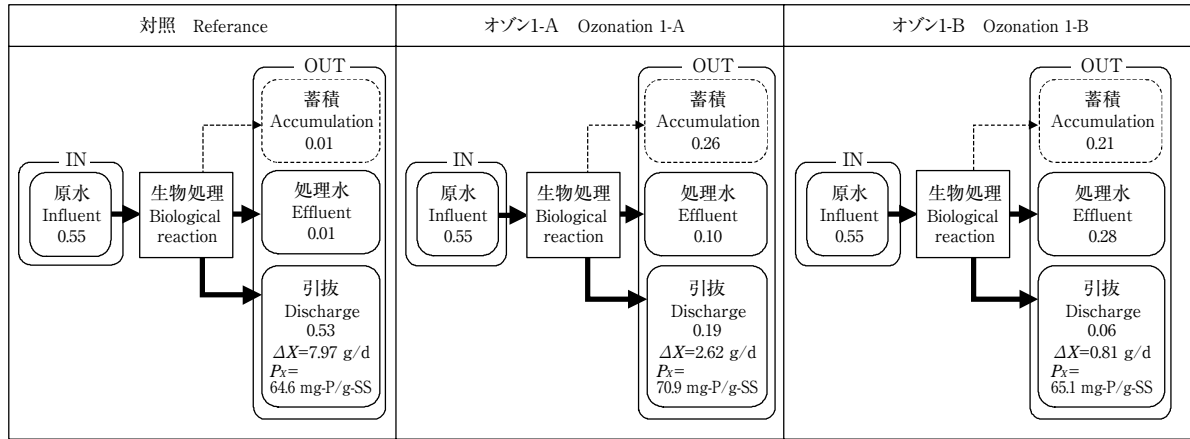 対照 Referance
OUT
蓄積
Accumulation
0.01
IN
原水
Influent
0.55
生物処理
Biological
reaction
処理水
Effluent
0.01
引抜
Discharge
0.53
ΔX=7.97 g/d
Px=
64.6 mg-P/g-SS
オゾン1-A Ozonation 1-A
OUT
蓄積
Accumulation
0.26
IN
原水
Influent
0.55
生物処理
Biological
reaction
処理水
Effluent
0.10
引抜
Discharge
0.19
ΔX=2.62 g/d
Px=
70.9 mg-P/g-SS
オゾン1-B Ozonation 1-B
OUT
蓄積
Accumulation
0.21
IN
原水
Influent
0.55
生物処理
Biological
reaction
処理水
Effluent
0.28
引抜
Discharge
0.06
ΔX=0.81 g/d
Px=
65.1 mg-P/g-SS